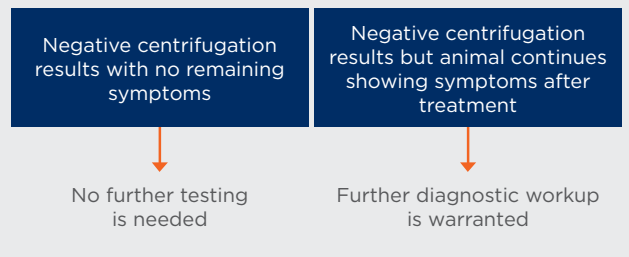 Negative centrifugation
results with no remaining
symptoms
Negative centrifugation
results but animal continues
showing symptoms after
treatment
No further testing
is needed
Further diagnostic workup
is warranted